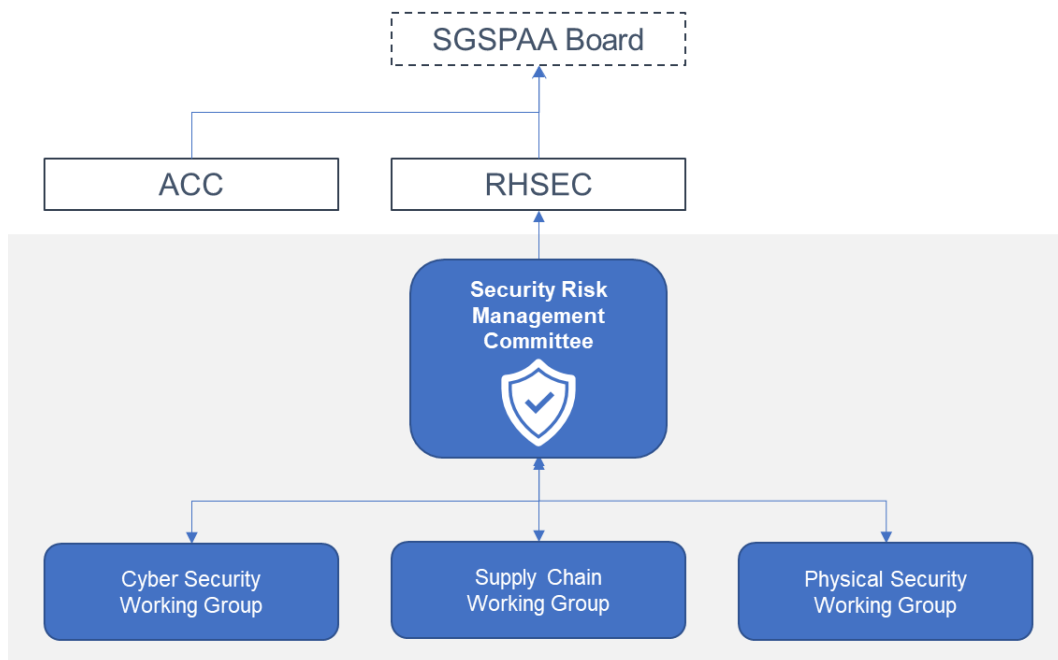 SGSPAA Board
ACC
RHSEC
Security Risk
Management
Committee
Cyber Security
Working Group
Supply Chain
Working Group
Physical Security
Working Group